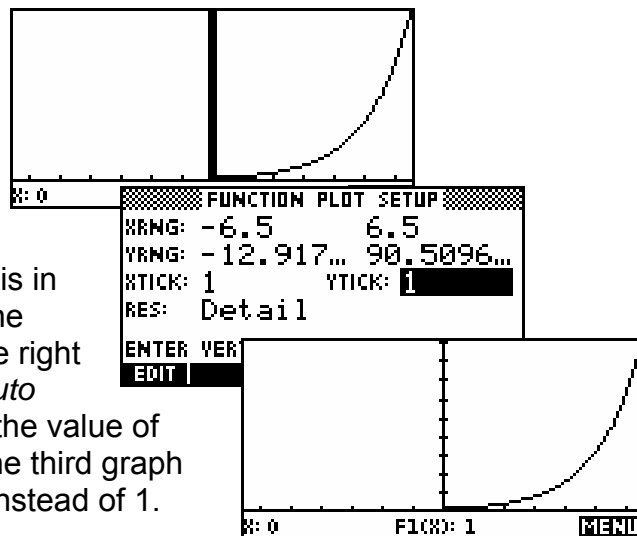 X: 0
FUNCTION PLOT SETUP
XRNG: -6.5 6.5
YRNG: -12.917… 90.5096…
XTICK: 1 YTICK: 1
RES: Detail
ENTER VER
EDIT
is in
he
e right
uto
the value of
he third graph
nstead of 1.
X: 0 F1(X): 1 MENU